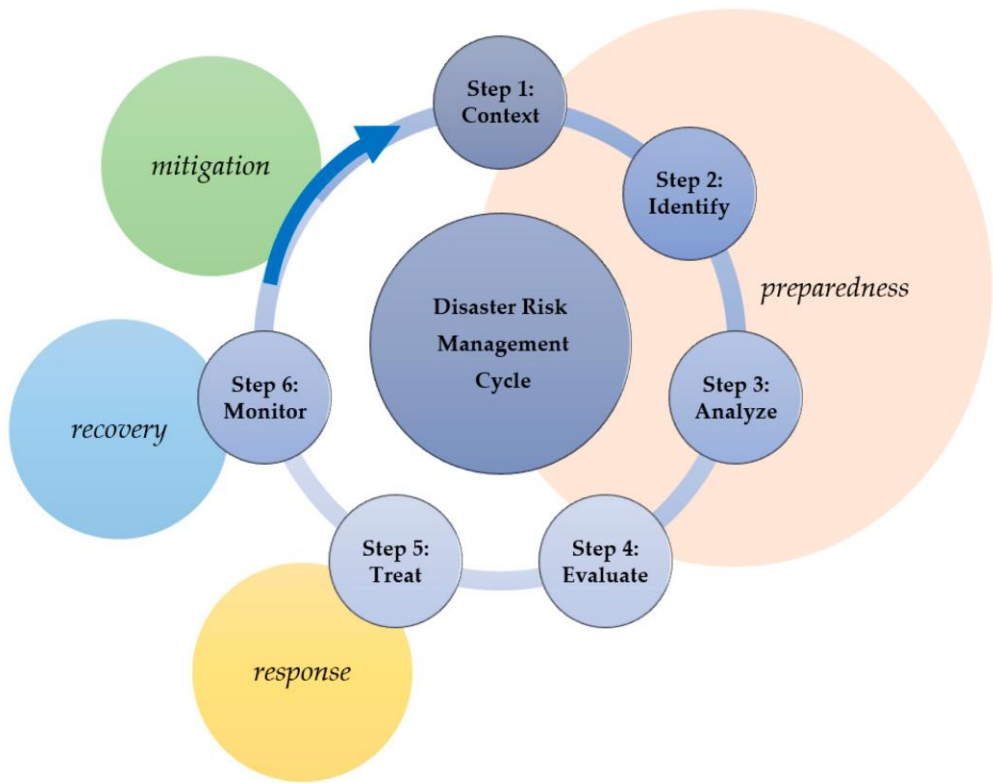 Step 1:
Context
Step 2:
Identify
mitigation
preparedness
Disaster Risk
Management
Cycle
Step 3:
Analyze
Step 6:
Monitor
recovery
Step 5:
Treat
Step 4:
Evaluate
response